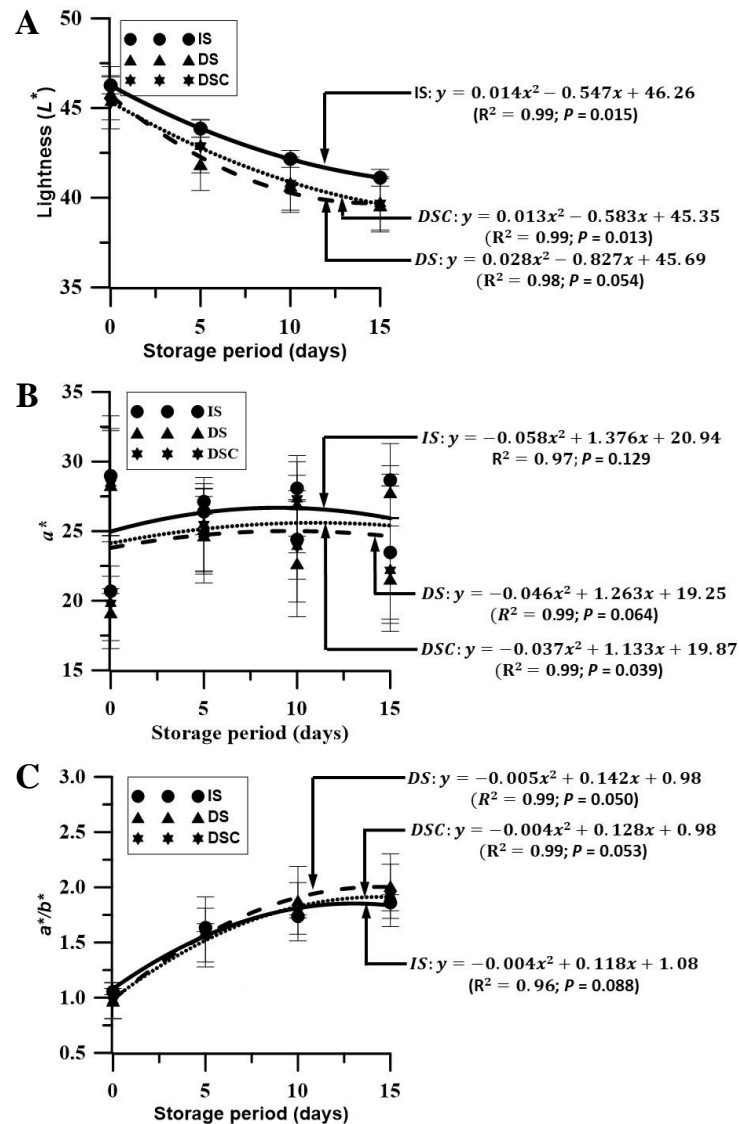 A
50
45
40
35
Lightness (L*)
IS
DS
DSC
IS: y = 0.014x² − 0.547x + 46.26
(R² = 0.99; P = 0.015)
DSC: y = 0.013x² − 0.583x + 45.35
(R² = 0.99; P = 0.013)
DS: y = 0.028x² − 0.827x + 45.69
(R² = 0.98; P = 0.054)
0 5 10 15
Storage period (days)
B
35
30
25
20
15
a*
IS
DS
DSC
IS: y = −0.058x² + 1.376x + 20.94
R² = 0.97; P = 0.129
DS: y = −0.046x² + 1.263x + 19.25
(R² = 0.99; P = 0.064)
DSC: y = −0.037x² + 1.133x + 19.87
(R² = 0.99; P = 0.039)
0 5 10 15
Storage period (days)
C
3.0
2.5
2.0
1.5
1.0
0.5
a*/b*
IS
DS
DSC
DS: y = −0.005x² + 0.142x + 0.98
(R² = 0.99; P = 0.050)
DSC: y = −0.004x² + 0.128x + 0.98
(R² = 0.99; P = 0.053)
IS: y = −0.004x² + 0.118x + 1.08
(R² = 0.96; P = 0.088)
0 5 10 15
Storage period (days)